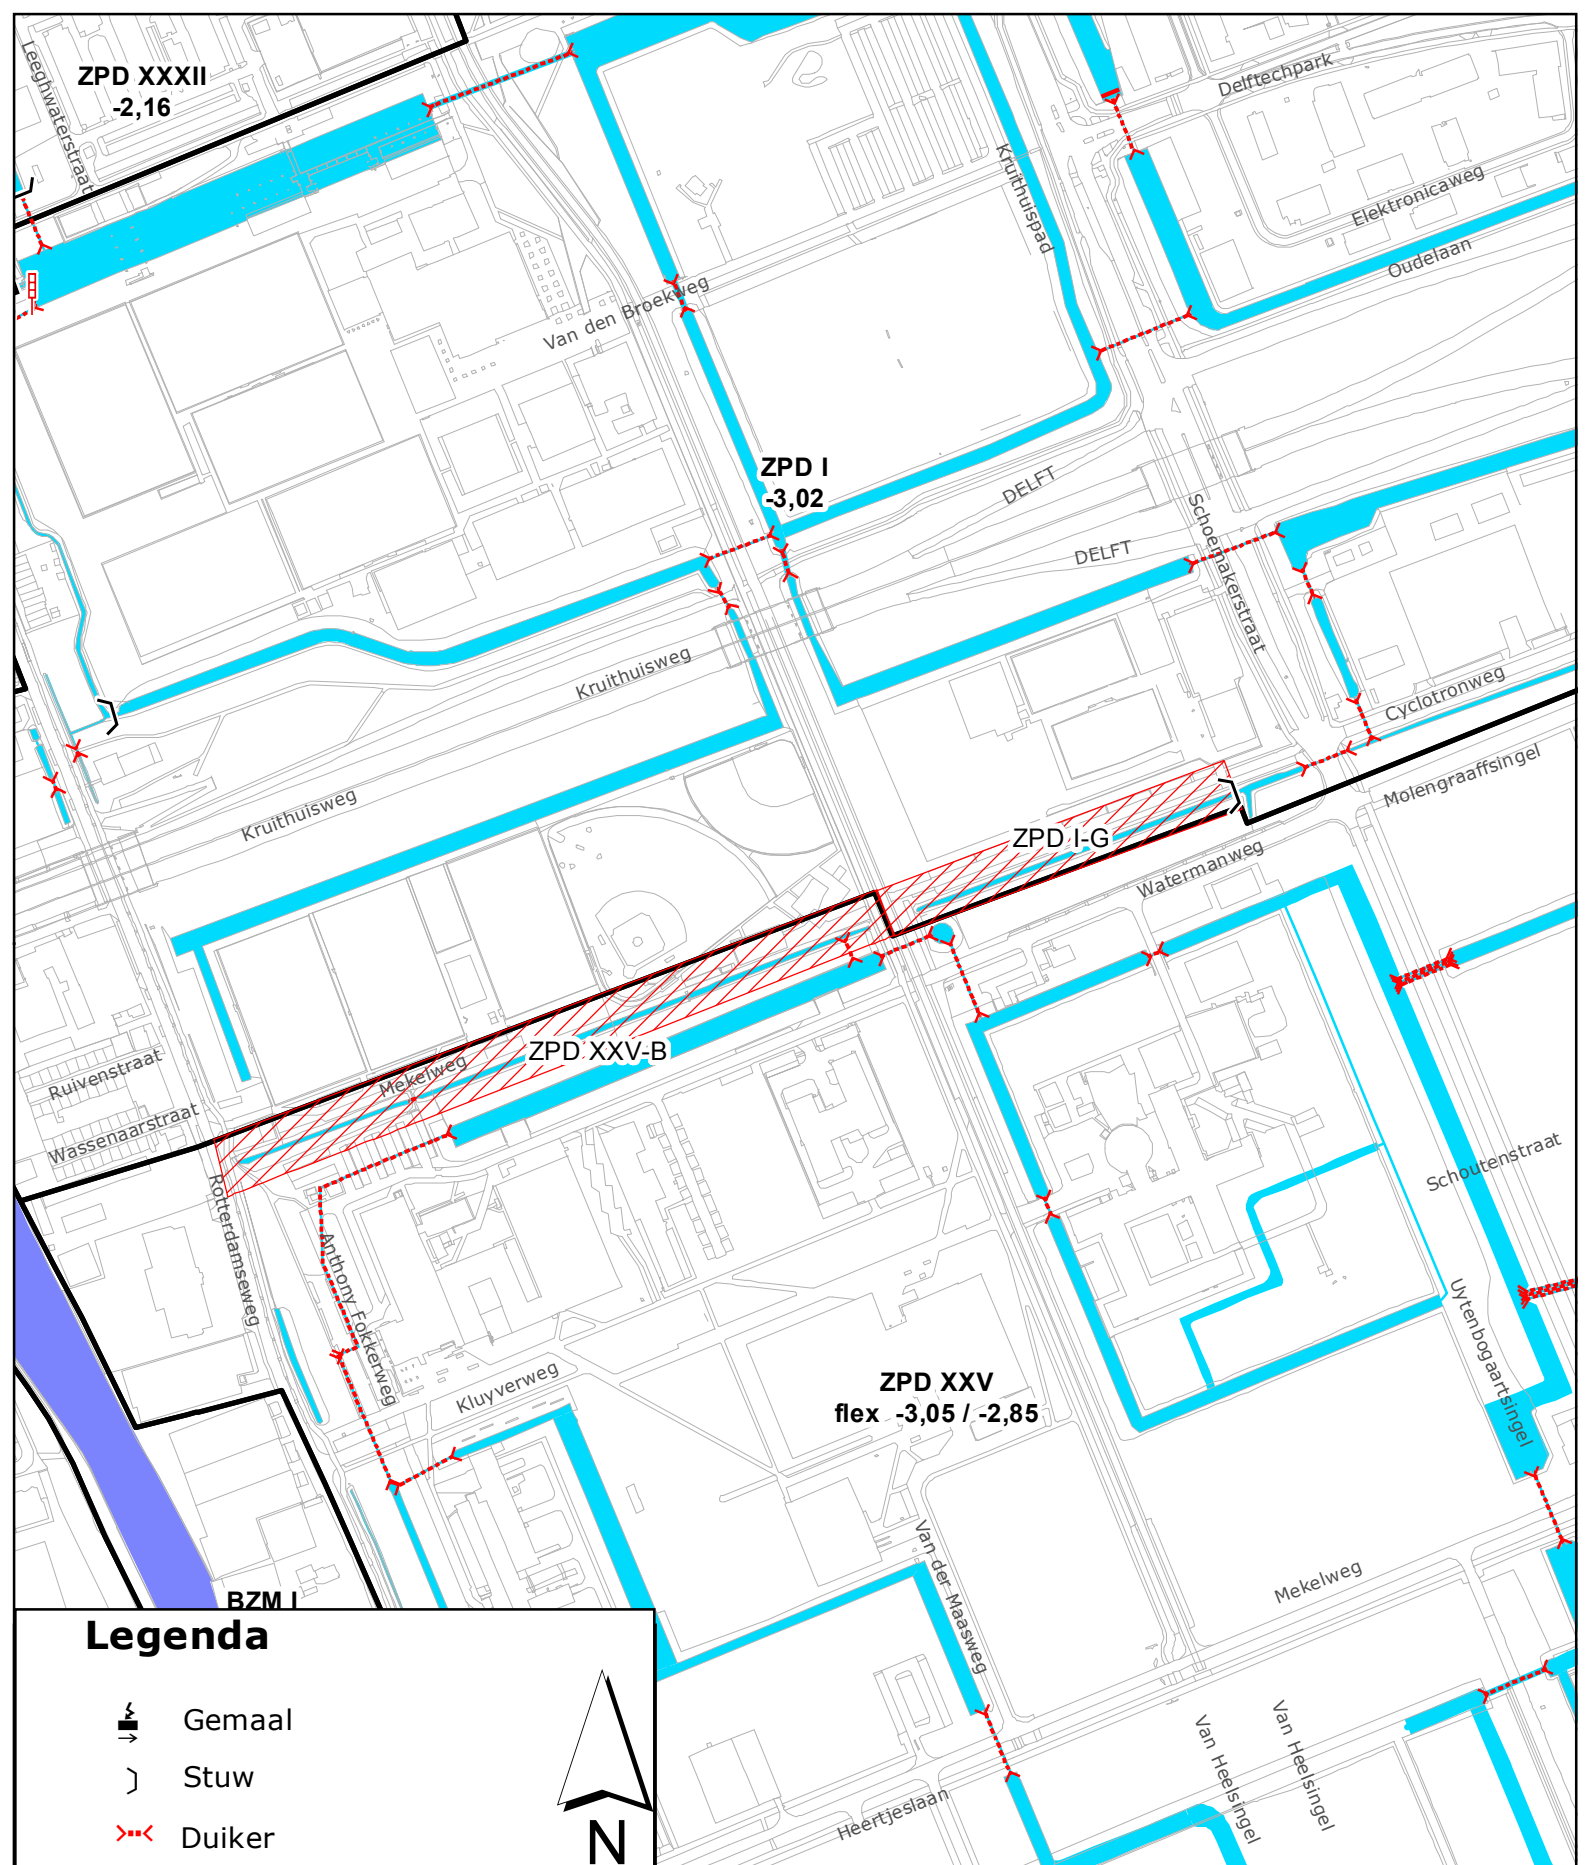 Leeghwaterstraat
ZPD XXXII
-2,16
Delftechpark
Kruithuispad
Elektronicaweg
Oudelaan
Van den Broekweg
ZPD I
-3,02
DELFT
DELFT
Schoemakerstraat
Kruithuisweg
Cyclotronweg
Molengraaffsingel
Kruithuisweg
ZPD I-G
Watermanweg
ZPD XXV-B
Mekelweg
Ruivenstraat
Wassenaarstraat
Rotterdamseweg
Schoutenstraat
Anthony Fokkerweg
Uytenbogaartsingel
Kluyverweg
ZPD XXV
flex -3,05 / -2,85
Van der Maasweg
Mekelweg
BZM I
Van Heelsingel
Van Heelsingel
Heertjeslaan
Legenda
Gemaal
Stuw
Duiker
N